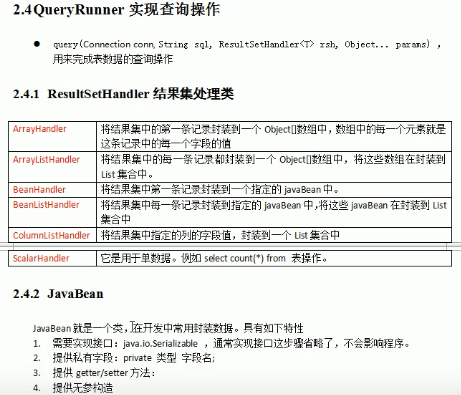 2.4 QueryRunner 实现查询操作
● query(Connection conn, String sql, ResultSetHandler<T> rsh, Object... params) ，
用来完成表数据的查询操作
2.4.1 ResultSetHandler 结果集处理类
ArrayHandler 将结果集中的第一条记录封装到一个 Object[]数组中，数组中的每一个元素就是
这条记录中的每一个字段的值
ArrayListHandler 将结果集中的每一条记录都封装到一个 Object[]数组中，将这些数组在封装到
List 集合中。
BeanHandler 将结果集中第一条记录封装到一个指定的 javaBean 中。
BeanListHandler 将结果集中每一条记录封装到指定的 javaBean 中，将这些 javaBean 在封装到 List
集合中
ColumnListHandler 将结果集中指定的列的字段值，封装到一个 List 集合中
ScalarHandler 它是用于单数据。例如 select count(*) from 表操作。
2.4.2 JavaBean
JavaBean 就是一个类，在开发中常用封装数据。具有如下特性
1. 需要实现接口：java.io.Serializable ，通常实现接口这步骤省略了，不会影响程序。
2. 提供私有字段：private 类型 字段名;
3. 提供 getter/setter 方法：
4. 提供无参构造